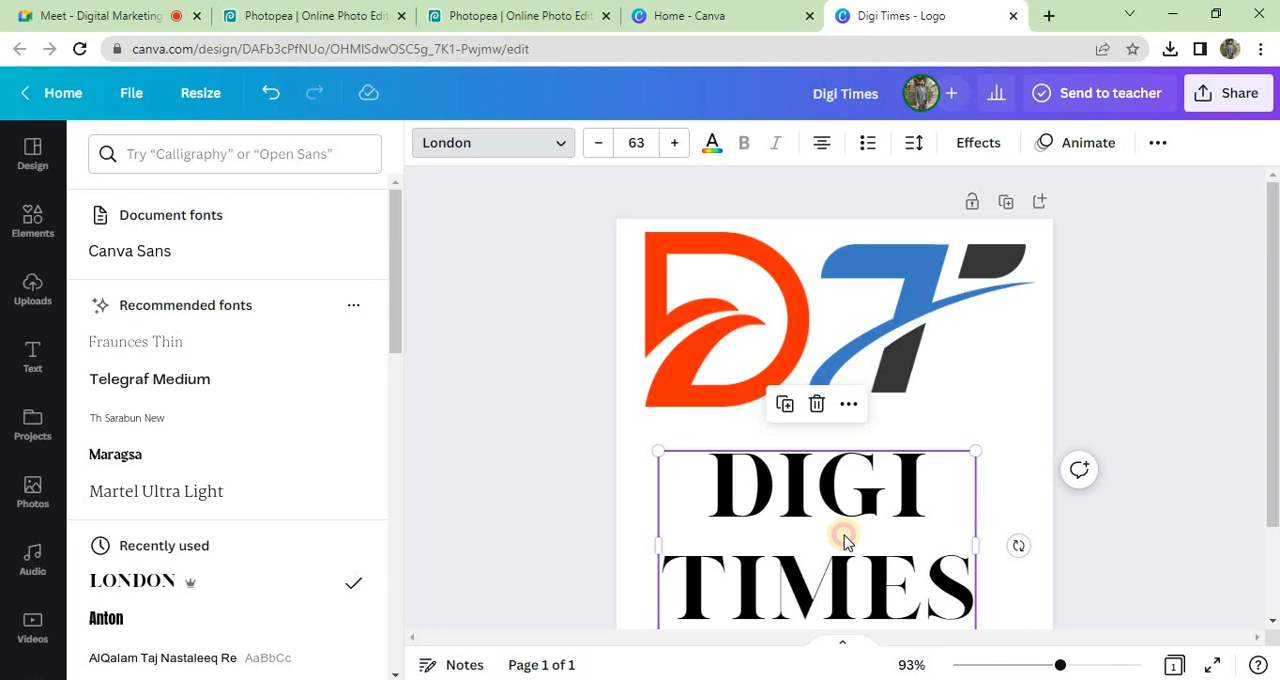 Meet - Digital Marketing
Photopea | Online Photo Edit
Photopea | Online Photo Edit
Home - Canva
Digi Times - Logo
canva.com/design/DAFb3cPfNUo/OHMISdwOSC5g_7K1-Pwjmw/edit
Home
File
Resize
Digi Times
Send to teacher
Share
Design
Elements
Uploads
Text
Projects
Photos
Audio
Videos
Try “Calligraphy” or “Open Sans”
Document fonts
Canva Sans
Recommended fonts
Fraunces Thin
Telegraf Medium
Th Sarabun New
Maragsa
Martel Ultra Light
Recently used
LONDON
Anton
AlQalam Taj Nastaleeq Re AaBbCc
London
63
A
B
I
Effects
Animate
DT
DIGI
TIMES
Notes
Page 1 of 1
93%
1